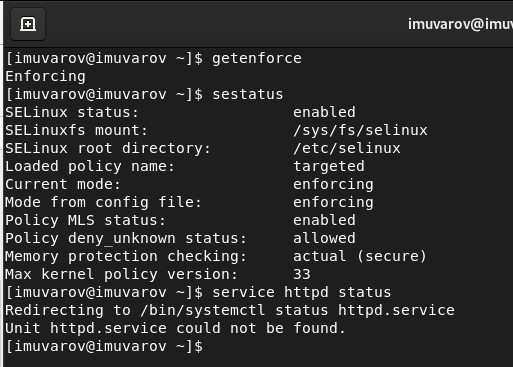 imuvarov@imuv
[imuvarov@imuvarov ~]$ getenforce
Enforcing
[imuvarov@imuvarov ~]$ sestatus
SELinux status:                 enabled
SELinuxfs mount:                /sys/fs/selinux
SELinux root directory:         /etc/selinux
Loaded policy name:             targeted
Current mode:                   enforcing
Mode from config file:          enforcing
Policy MLS status:              enabled
Policy deny_unknown status:     allowed
Memory protection checking:     actual (secure)
Max kernel policy version:      33
[imuvarov@imuvarov ~]$ service httpd status
Redirecting to /bin/systemctl status httpd.service
Unit httpd.service could not be found.
[imuvarov@imuvarov ~]$